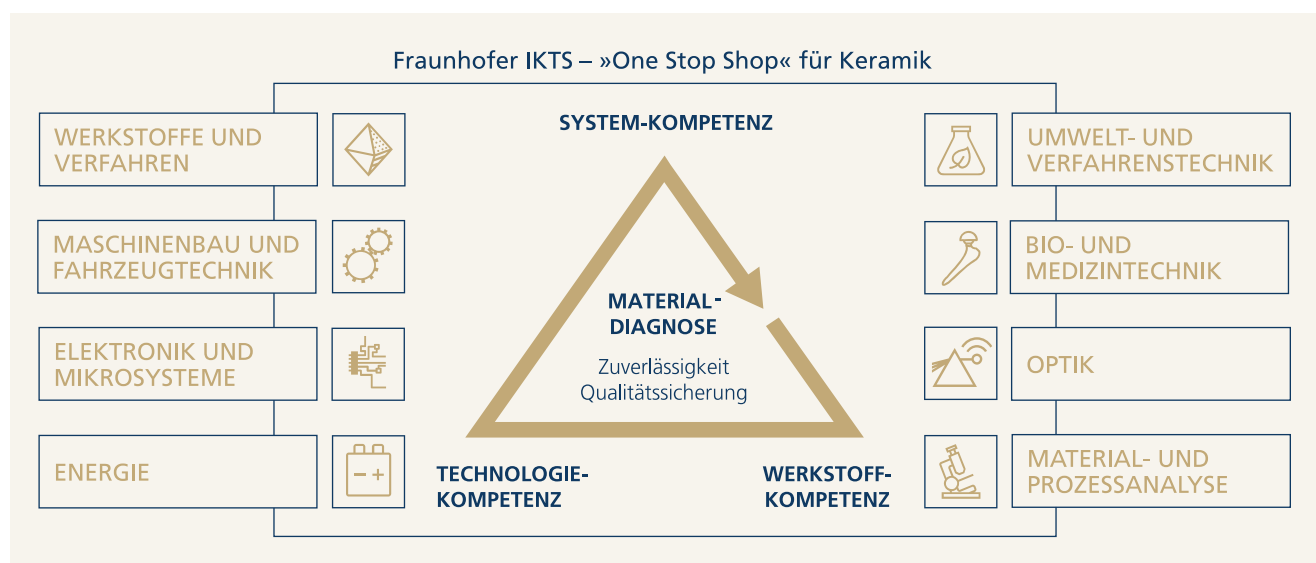 Fraunhofer IKTS – »One Stop Shop« für Keramik
WERKSTOFFE UND
VERFAHREN
MASCHINENBAU UND
FAHRZEUGTECHNIK
ELEKTRONIK UND
MIKROSYSTEME
ENERGIE
SYSTEM-KOMPETENZ
MATERIAL-
DIAGNOSE
Zuverlässigkeit
Qualitätssicherung
TECHNOLOGIE-
KOMPETENZ
WERKSTOFF-
KOMPETENZ
UMWELT- UND
VERFAHRENSTECHNIK
BIO- UND
MEDIZINTECHNIK
OPTIK
MATERIAL- UND
PROZESSANALYSE